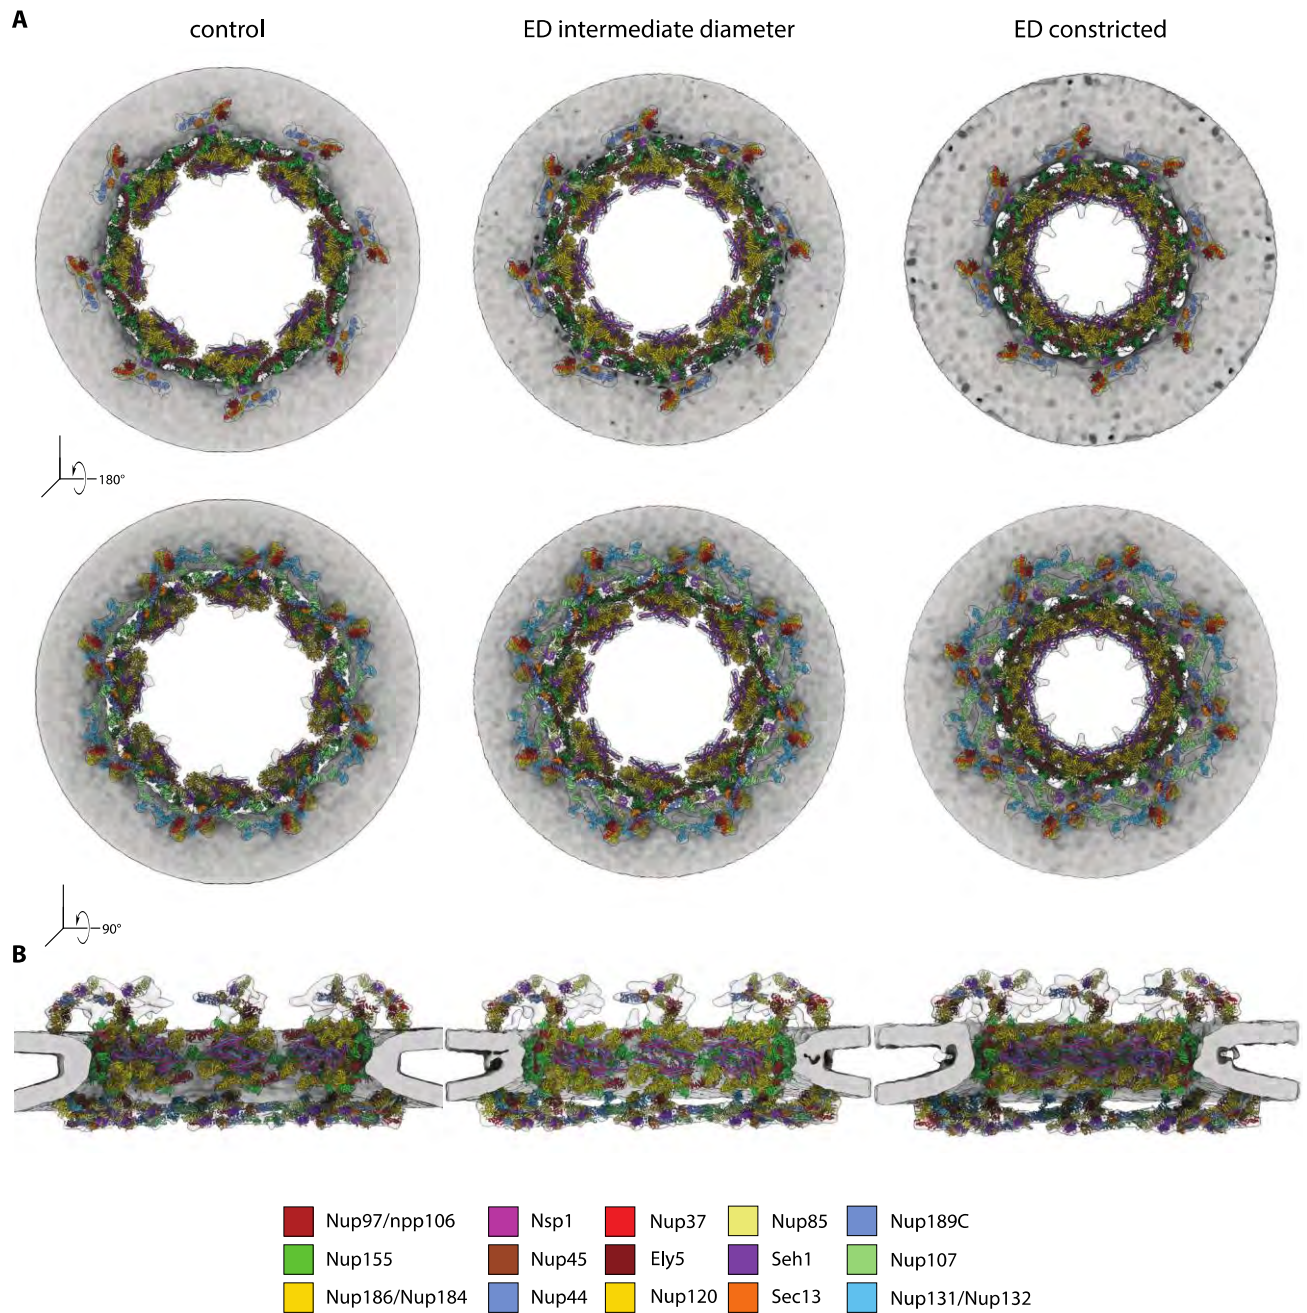 A
control
ED intermediate diameter
ED constricted
180°
90°
B
Nup97/npp106
Nsp1
Nup37
Nup85
Nup189C
Nup155
Nup45
Ely5
Seh1
Nup107
Nup186/Nup184
Nup44
Nup120
Sec13
Nup131/Nup132